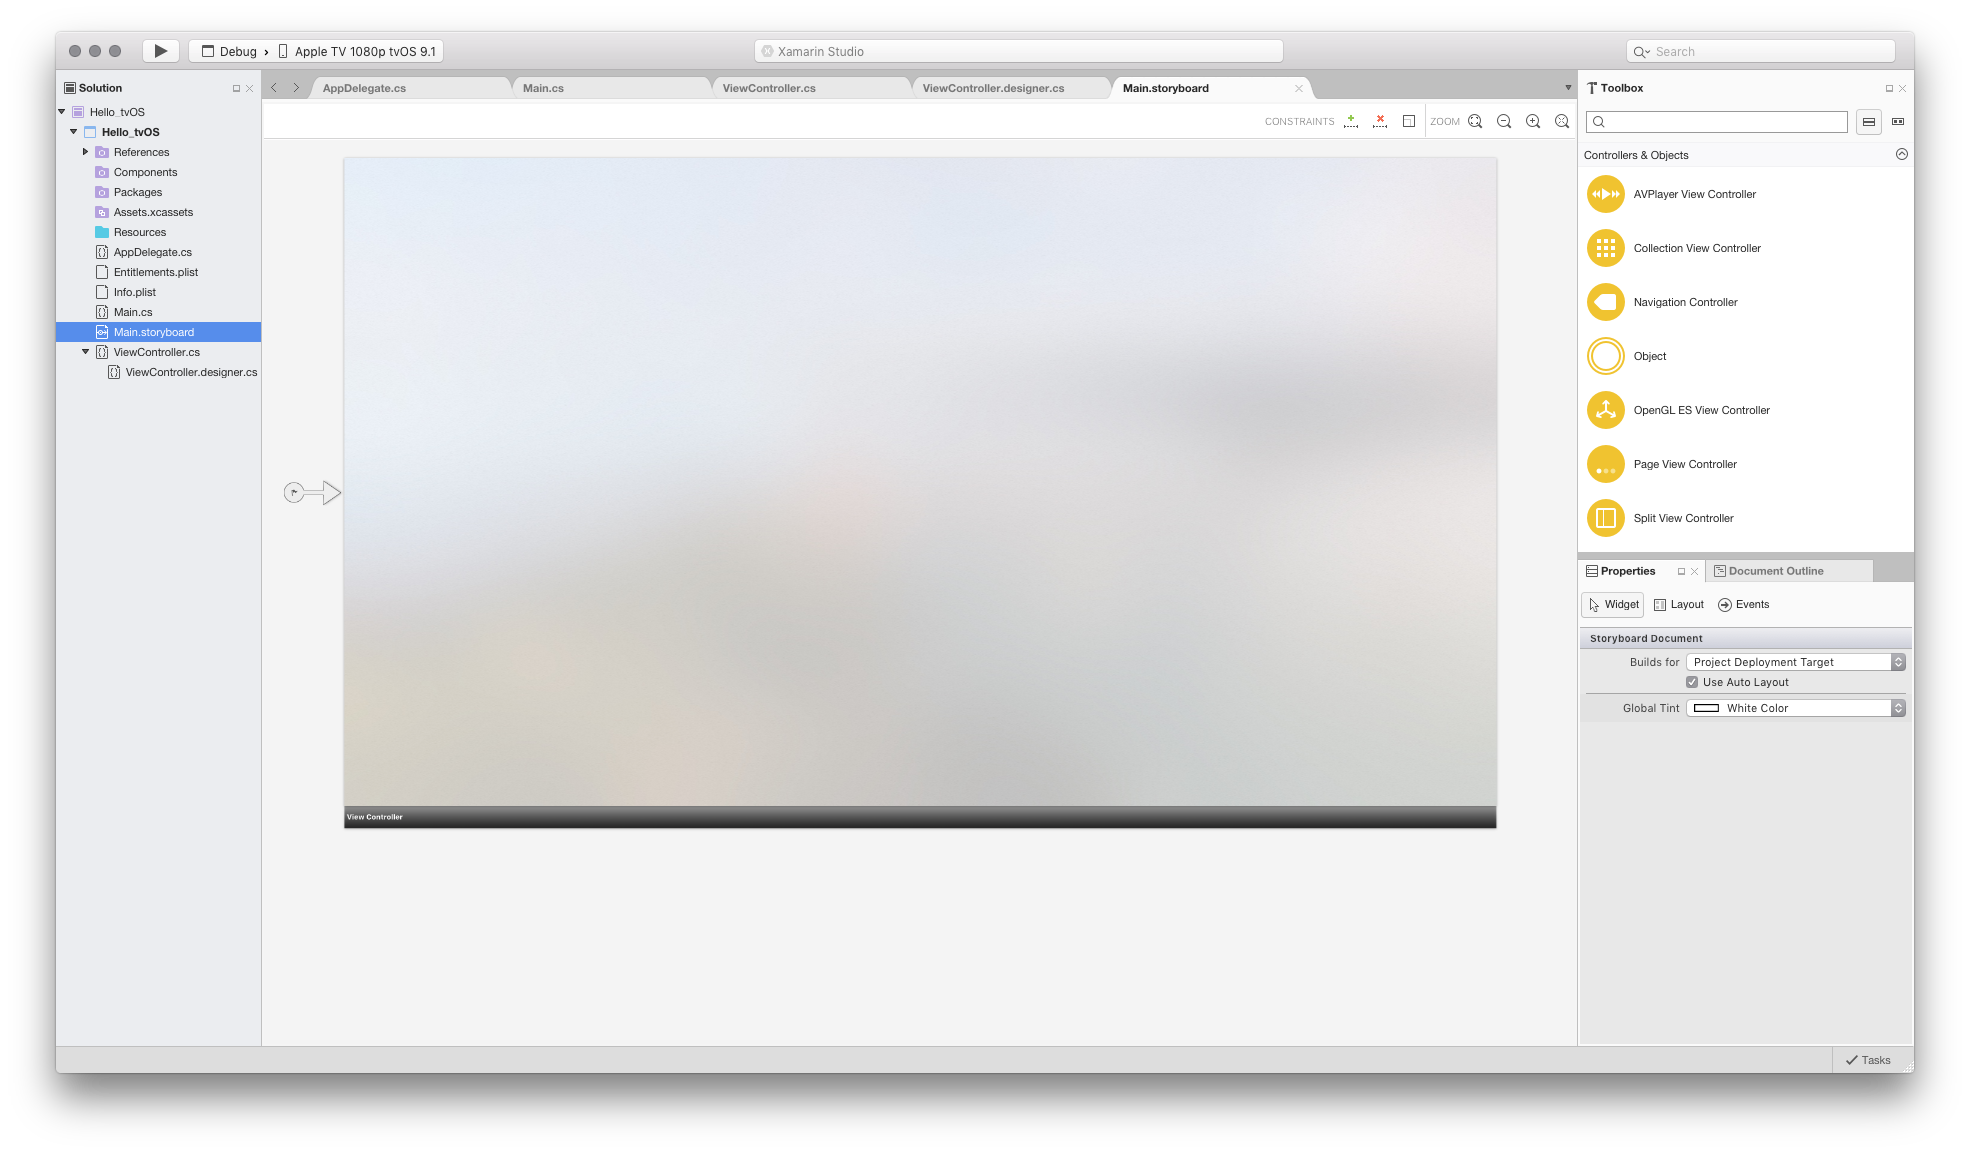 Debug › Apple TV 1080p tvOS 9.1
Xamarin Studio
Search
Solution
AppDelegate.cs
Main.cs
ViewController.cs
ViewController.designer.cs
Main.storyboard
Toolbox
Hello_tvOS
Hello_tvOS
References
Components
Packages
Assets.xcassets
Resources
AppDelegate.cs
Entitlements.plist
Info.plist
Main.cs
Main.storyboard
ViewController.cs
ViewController.designer.cs
CONSTRAINTS
ZOOM
View Controller
Controllers & Objects
AVPlayer View Controller
Collection View Controller
Navigation Controller
Object
OpenGL ES View Controller
Page View Controller
Split View Controller
Properties
Document Outline
Widget
Layout
Events
Storyboard Document
Builds for
Project Deployment Target
Use Auto Layout
Global Tint
White Color
Tasks